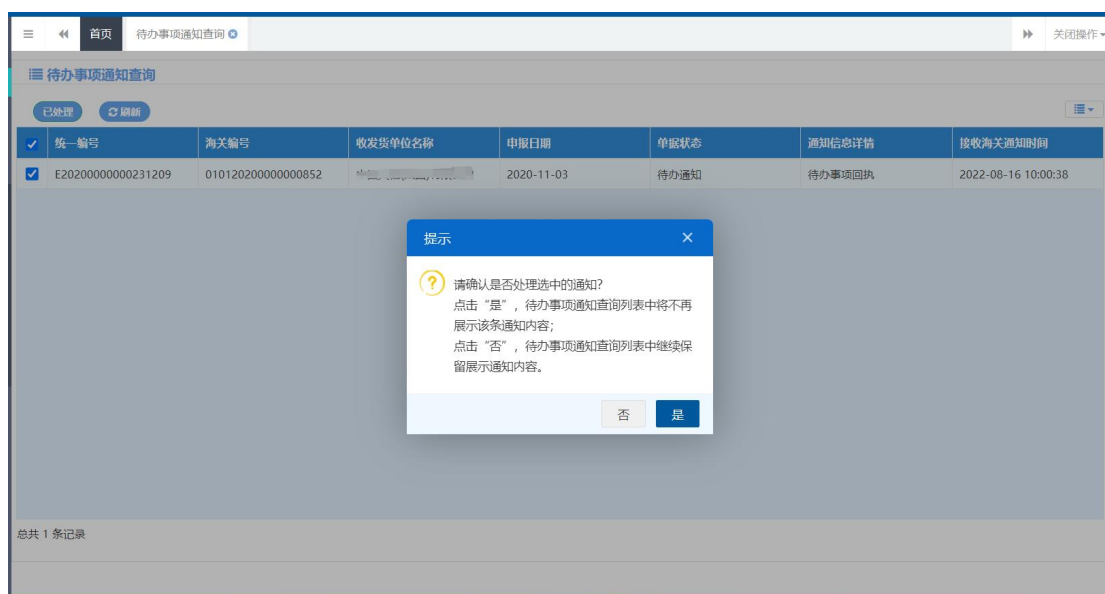 首页 待办事项通知查询 关闭操作
待办事项通知查询
已处理 刷新
统一编号 海关编号 收发货单位名称 申报日期 单据状态 通知信息详情 接收海关通知时间
E20200000000231209 010120200000000852 2020-11-03 待办通知 待办事项回执 2022-08-16 10:00:38
提示
请确认是否处理选中的通知?
点击“是”，待办事项通知查询列表中将不再
展示该条通知内容;
点击“否”，待办事项通知查询列表中继续保
留展示通知内容。
否 是
总共 1 条记录